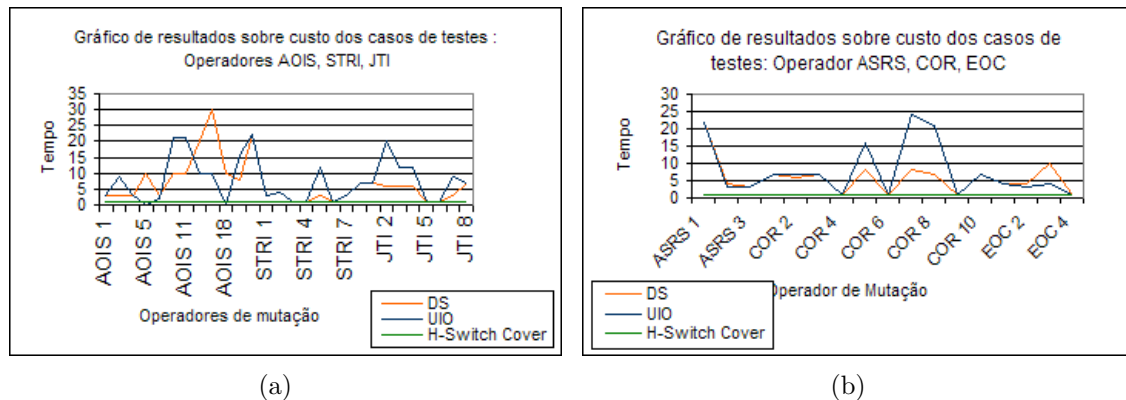 Gráfico de resultados sobre custo dos casos de testes :
Operadores AOIS, STRI, JTI
Tempo
35
30
25
20
15
10
5
0
AOIS 1
AOIS 5
AOIS 11
AOIS 18
STRI 1
STRI 4
STRI 7
JTI 2
JTI 5
JTI 8
Operadores de mutação
DS
UIO
H-Switch Cover
(a)
Gráfico de resultados sobre custo dos casos de
testes: Operador ASRS, COR, EOC
Tempo
30
25
20
15
10
5
0
ASRS 1
ASRS 3
COR 2
COR 4
COR 6
COR 8
COR 10
EOC 2
EOC 4
Operador de Mutação
DS
UIO
H-Switch Cover
(b)